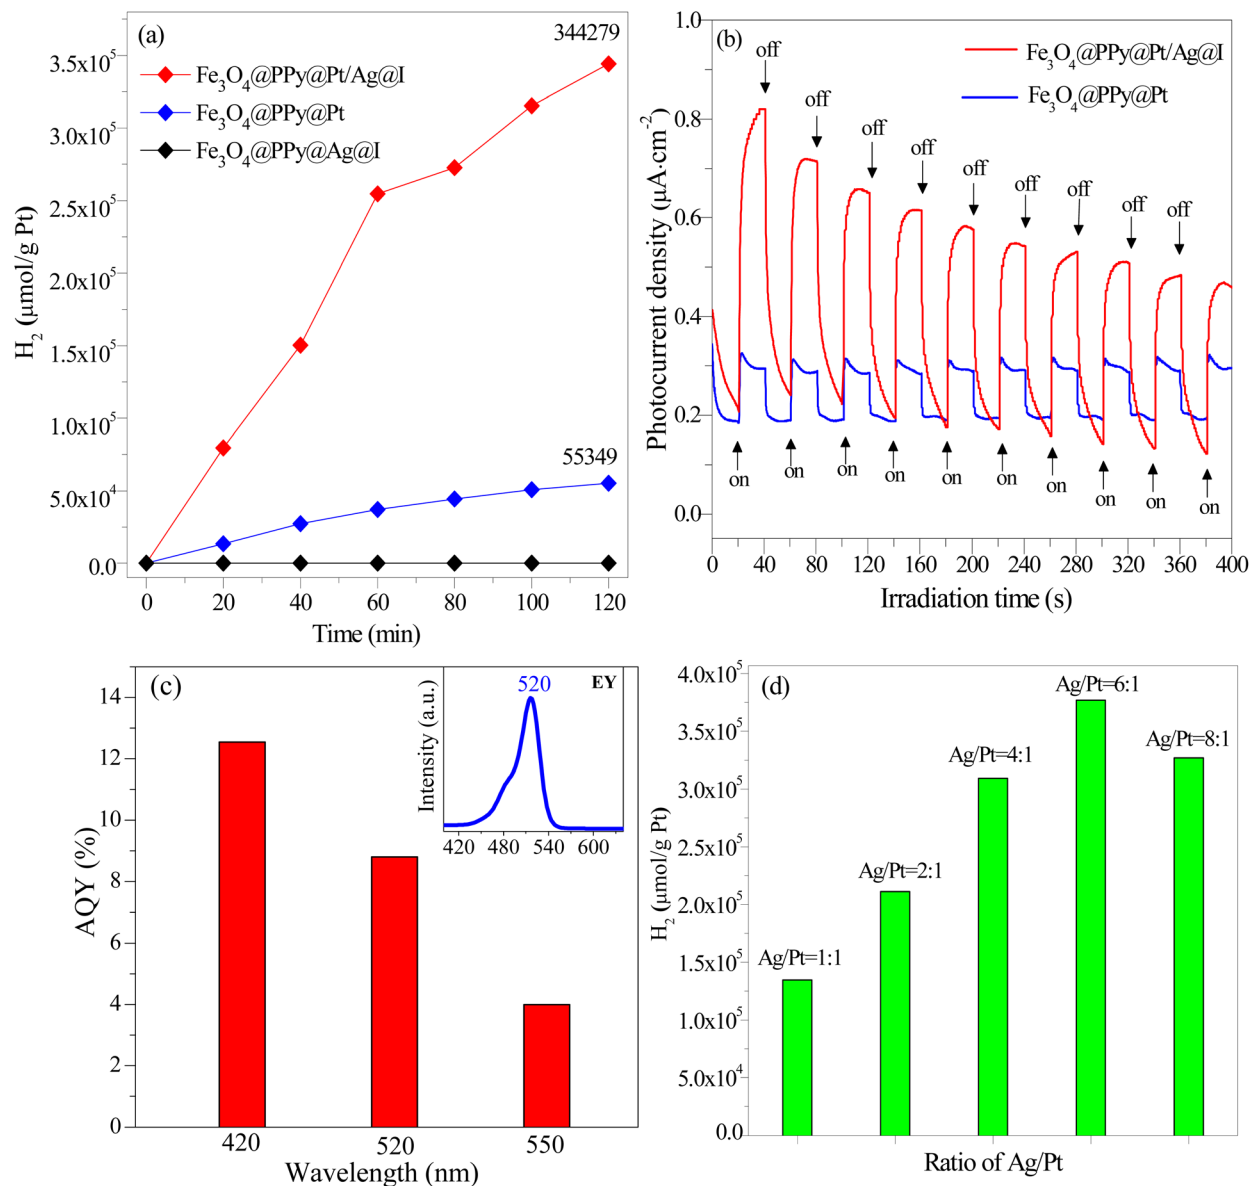 (a)
344279
Fe3O4@PPy@Pt/Ag@I
Fe3O4@PPy@Pt
Fe3O4@PPy@Ag@I
55349
H2 (μmol/g Pt)
3.5x10^5
3.0x10^5
2.5x10^5
2.0x10^5
1.5x10^5
1.0x10^5
5.0x10^4
0.0
0 20 40 60 80 100 120
Time (min)
(b)
Fe3O4@PPy@Pt/Ag@I
Fe3O4@PPy@Pt
off off off off off off off off off
on on on on on on on on on on
Photocurrent density (μA·cm^-2)
1.0
0.8
0.6
0.4
0.2
0.0
0 40 80 120 160 200 240 280 320 360 400
Irradiation time (s)
(c)
AQY (%)
14
12
10
8
6
4
2
0
420 520 550
Wavelength (nm)
EY
520
Intensity (a.u.)
420 480 540 600
(d)
H2 (μmol/g Pt)
4.0x10^5
3.5x10^5
3.0x10^5
2.5x10^5
2.0x10^5
1.5x10^5
1.0x10^5
5.0x10^4
0.0
Ag/Pt=1:1
Ag/Pt=2:1
Ag/Pt=4:1
Ag/Pt=6:1
Ag/Pt=8:1
Ratio of Ag/Pt